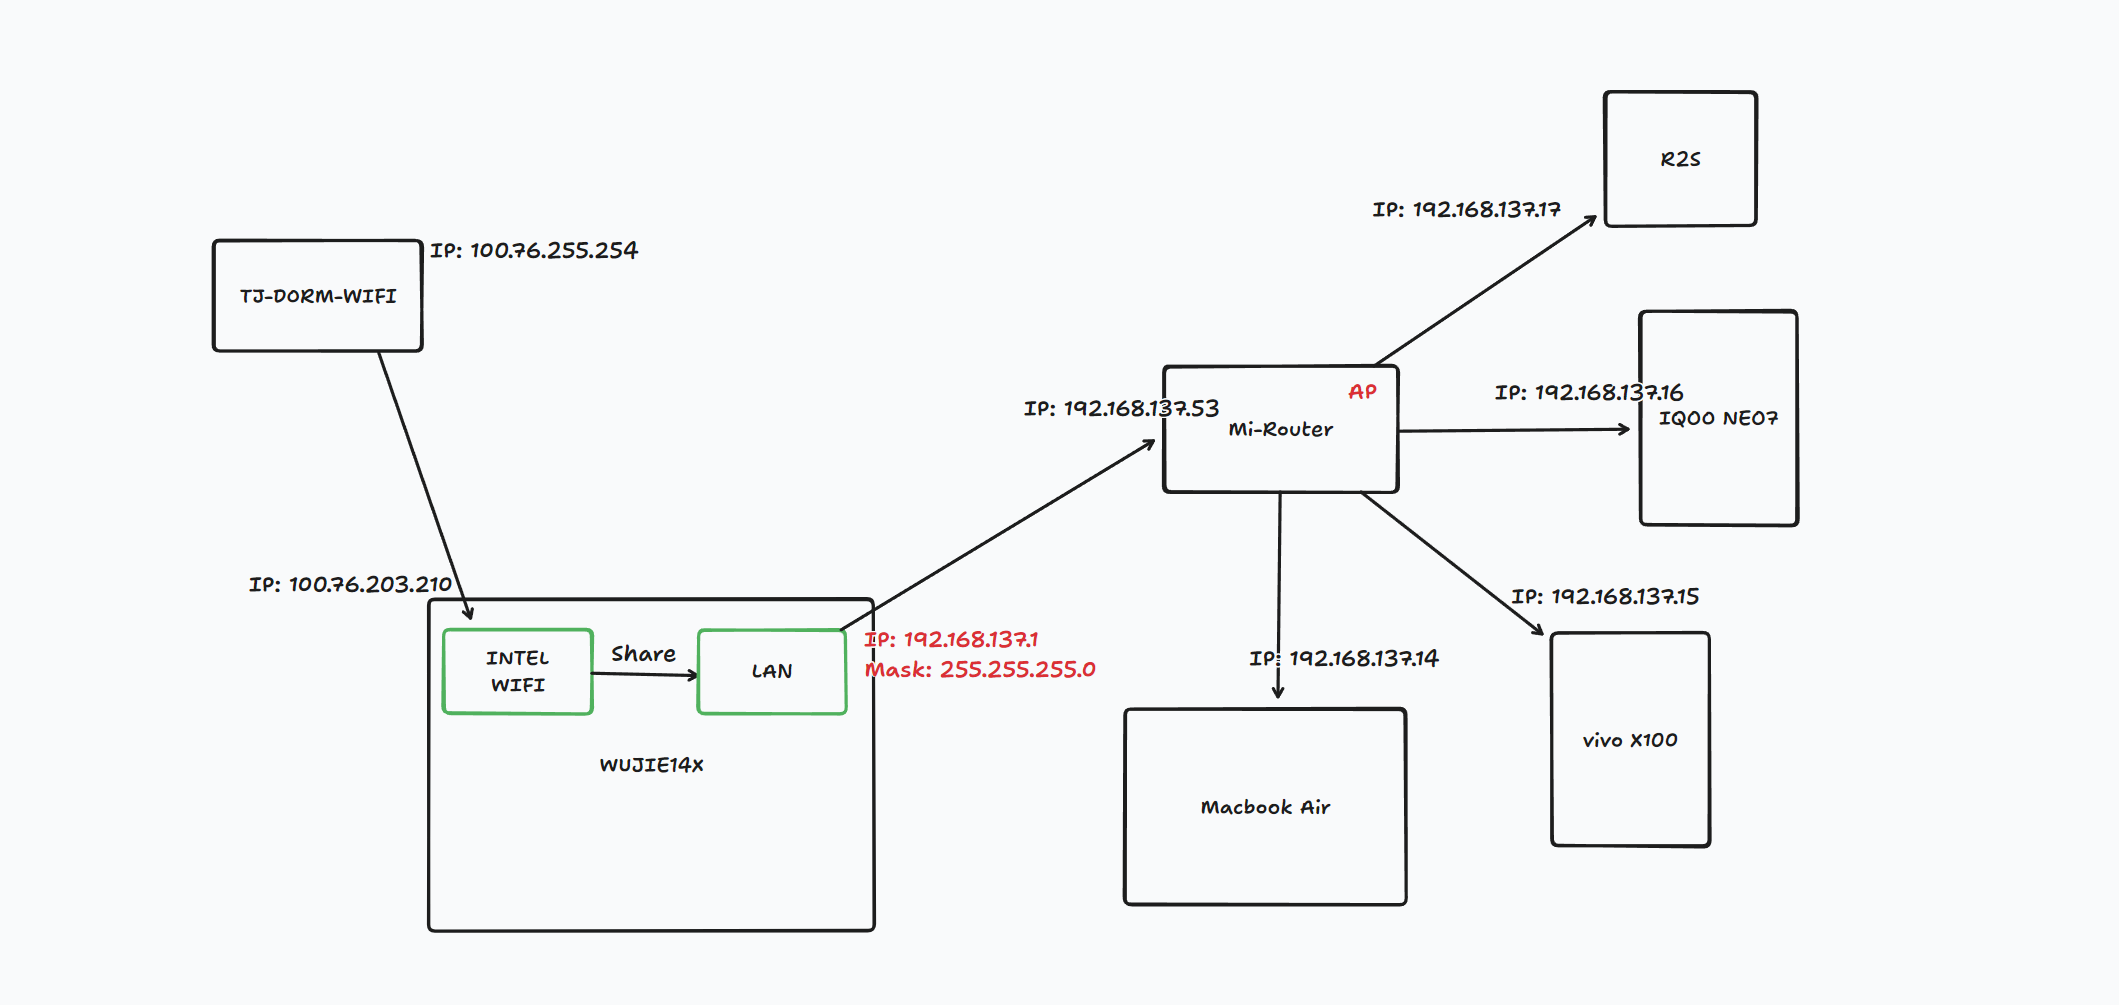 R2S
IP: 192.168.137.17
IP: 100.76.255.254
TJ-DORM-WIFI
AP
IP: 192.168.137.16
IP: 192.168.137.53
IQOO NEO7
Mi-Router
IP: 100.76.203.210
IP: 192.168.137.15
IP: 192.168.137.1
Mask: 255.255.255.0
Share
INTEL
WIFI
LAN
IP: 192.168.137.14
vivo X100
WUJIE14x
Macbook Air